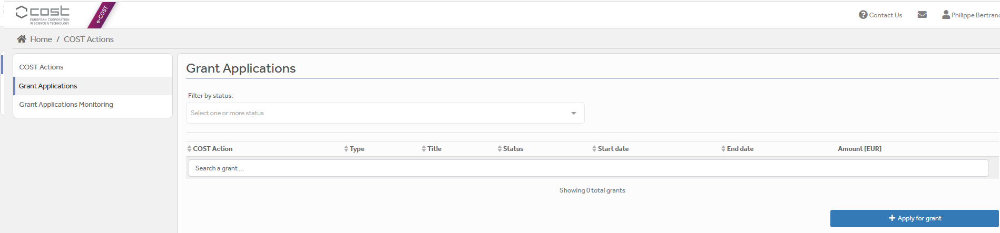 cost
EUROPEAN COOPERATION
IN SCIENCE & TECHNOLOGY
e-COST
Contact Us
Philippe Bertrand
Home / COST Actions
COST Actions
Grant Applications
Grant Applications Monitoring
Grant Applications
Filter by status:
Select one or more status
COST Action Type Title Status Start date End date Amount [EUR]
Search a grant ...
Showing 0 total grants
+ Apply for grant